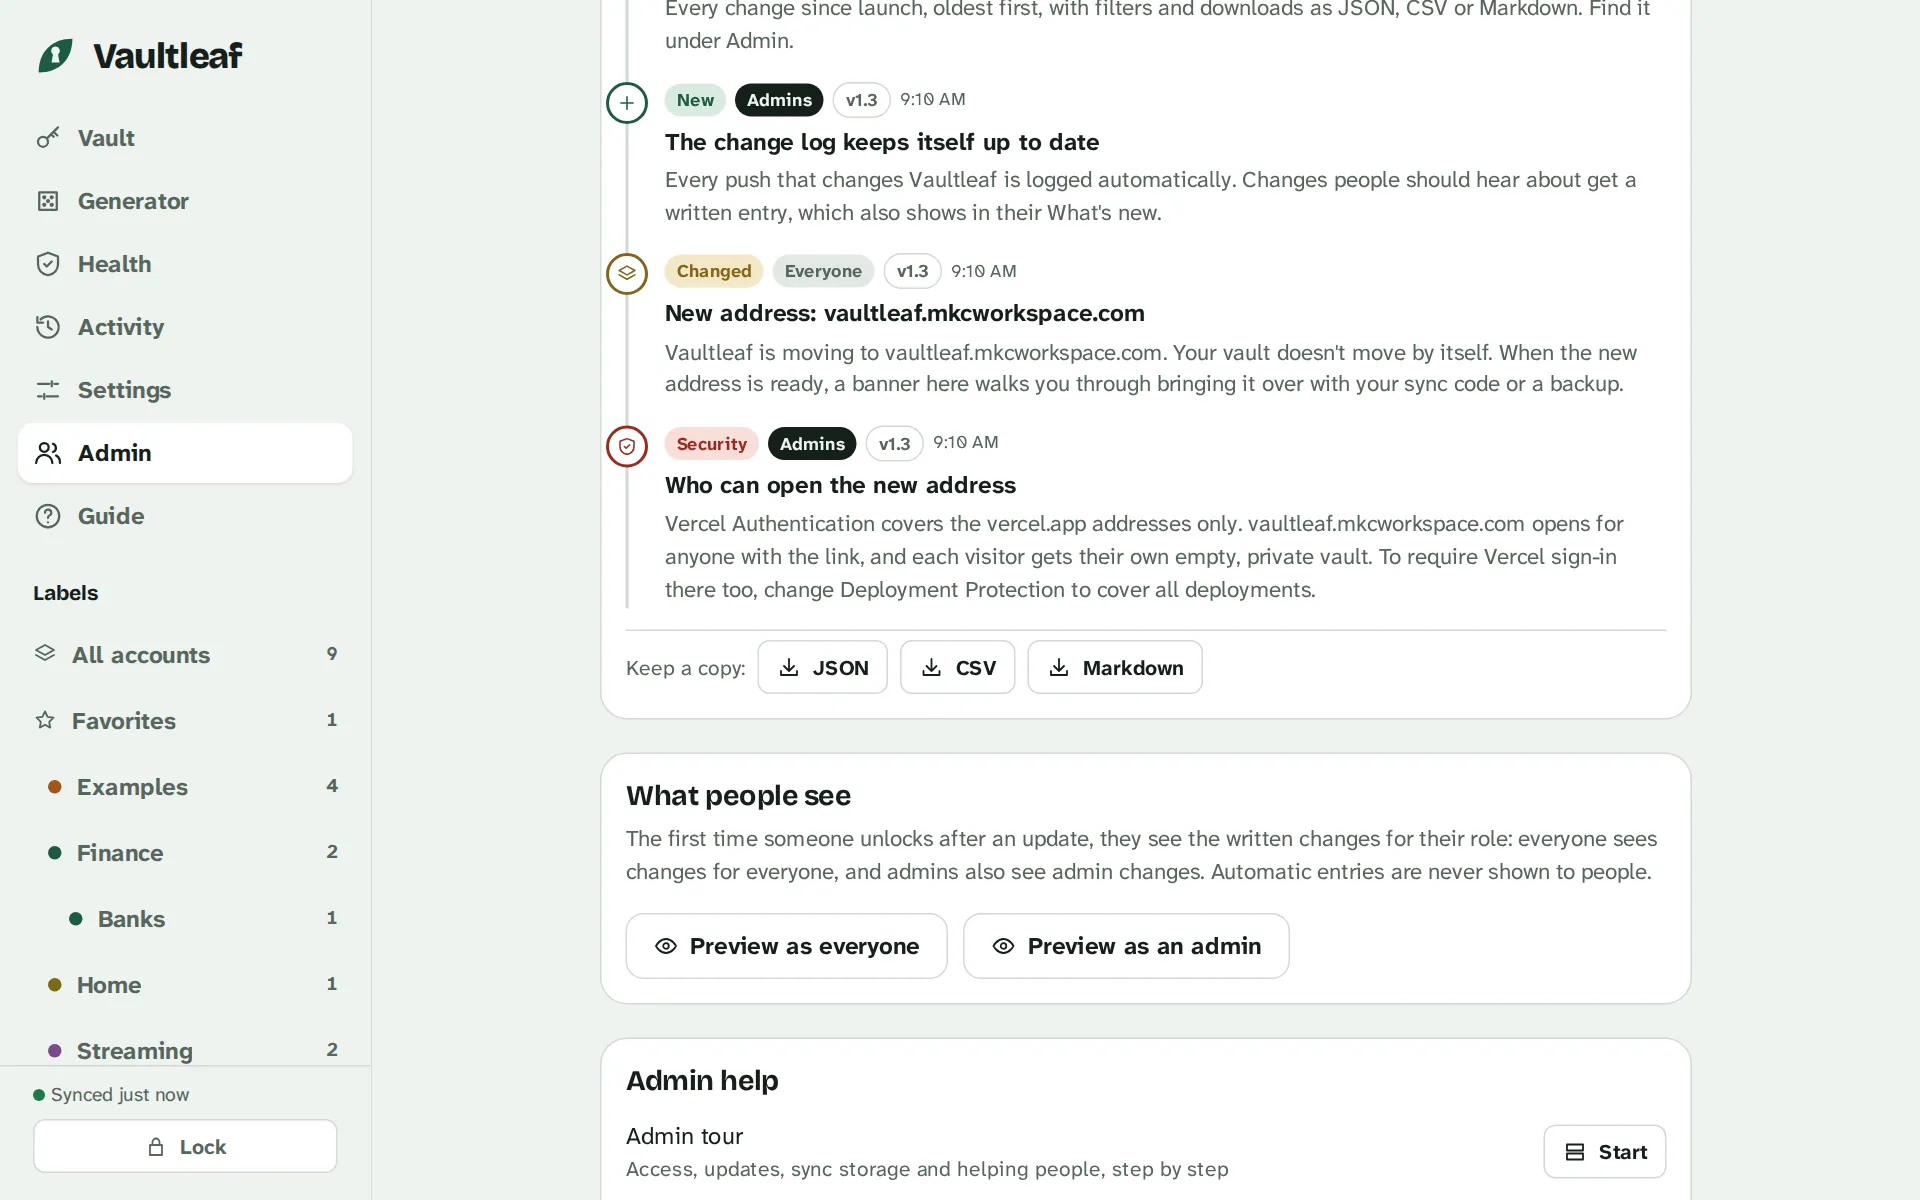 Vaultleaf
Vault
Generator
Health
Activity
Settings
Admin
Guide
Labels
All accounts 9
Favorites 1
Examples 4
Finance 2
Banks 1
Home 1
Streaming 2
Synced just now
Lock
Every change since launch, oldest first, with filters and downloads as JSON, CSV or Markdown. Find it
under Admin.
New Admins v1.3 9:10 AM
The change log keeps itself up to date
Every push that changes Vaultleaf is logged automatically. Changes people should hear about get a
written entry, which also shows in their What's new.
Changed Everyone v1.3 9:10 AM
New address: vaultleaf.mkcworkspace.com
Vaultleaf is moving to vaultleaf.mkcworkspace.com. Your vault doesn't move by itself. When the new
address is ready, a banner here walks you through bringing it over with your sync code or a backup.
Security Admins v1.3 9:10 AM
Who can open the new address
Vercel Authentication covers the vercel.app addresses only. vaultleaf.mkcworkspace.com opens for
anyone with the link, and each visitor gets their own empty, private vault. To require Vercel sign-in
there too, change Deployment Protection to cover all deployments.
Keep a copy: JSON CSV Markdown
What people see
The first time someone unlocks after an update, they see the written changes for their role: everyone sees
changes for everyone, and admins also see admin changes. Automatic entries are never shown to people.
Preview as everyone Preview as an admin
Admin help
Admin tour
Access, updates, sync storage and helping people, step by step
Start